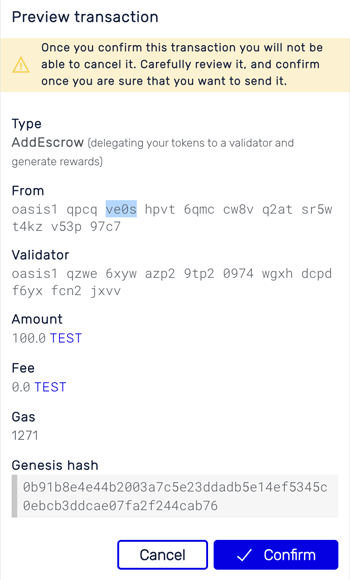 Preview transaction
Once you confirm this transaction you will not be
able to cancel it. Carefully review it, and confirm
once you are sure that you want to send it.
Type
AddEscrow (delegating your tokens to a validator and
generate rewards)
From
oasis1 qpcq ve0s hpvt 6qmc cw8v q2at sr5w
t4kz v53p 97c7
Validator
oasis1 qzwe 6xyw azp2 9tp2 0974 wgxh dcpd
f6yx fcn2 jxvv
Amount
100.0 TEST
Fee
0.0 TEST
Gas
1271
Genesis hash
0b91b8e4e44b2003a7c5e23ddadb5e14ef5345c
0ebcb3ddcae07fa2f244cab76
Cancel
Confirm